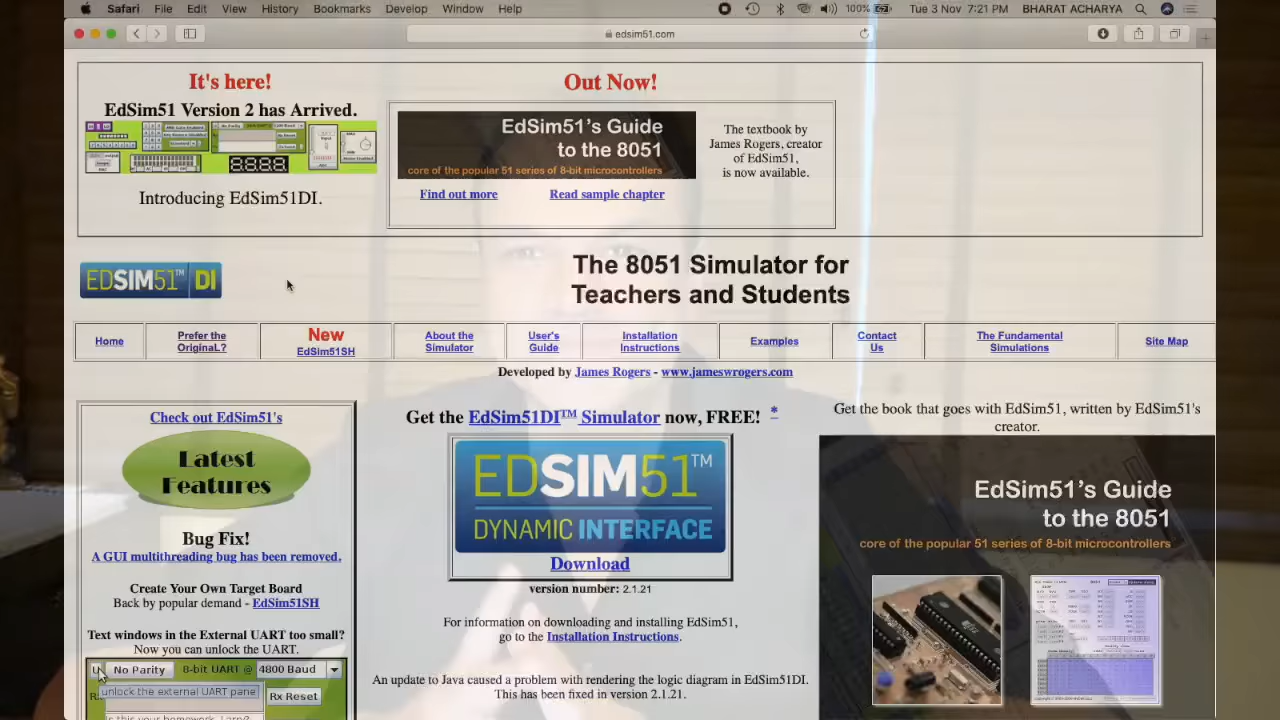 Safari File Edit View History Bookmarks Develop Window Help 100% Tue 3 Nov 7:21 PM BHARAT ACHARYA
edsim51.com
It's here!
EdSim51 Version 2 has Arrived.
Introducing EdSim51DI.
Out Now!
EdSim51's Guide
to the 8051
core of the popular 51 series of 8-bit microcontrollers
Find out more Read sample chapter
The textbook by
James Rogers, creator
of EdSim51,
is now available.
EDSIM51™ DI
The 8051 Simulator for
Teachers and Students
Home
Prefer the
OriginaL?
New
EdSim51SH
About the
Simulator
User's
Guide
Installation
Instructions
Examples
Contact
Us
The Fundamental
Simulations
Site Map
Developed by James Rogers - www.jameswrogers.com
Check out EdSim51's
Latest
Features
Bug Fix!
A GUI multithreading bug has been removed.
Create Your Own Target Board
Back by popular demand - EdSim51SH
Text windows in the External UART too small?
Now you can unlock the UART.
No Parity 8-bit UART @ 4800 Baud
unlock the external UART pane
Rx Reset
Get the EdSim51DI™ Simulator now, FREE! *
EDSIM51™
DYNAMIC INTERFACE
Download
version number: 2.1.21
For information on downloading and installing EdSim51,
go to the Installation Instructions.
An update to Java caused a problem with rendering the logic diagram in EdSim51DI.
This has been fixed in version 2.1.21.
Get the book that goes with EdSim51, written by EdSim51's
creator.
EdSim51's Guide
to the 8051
core of the popular 51 series of 8-bit microcontrollers